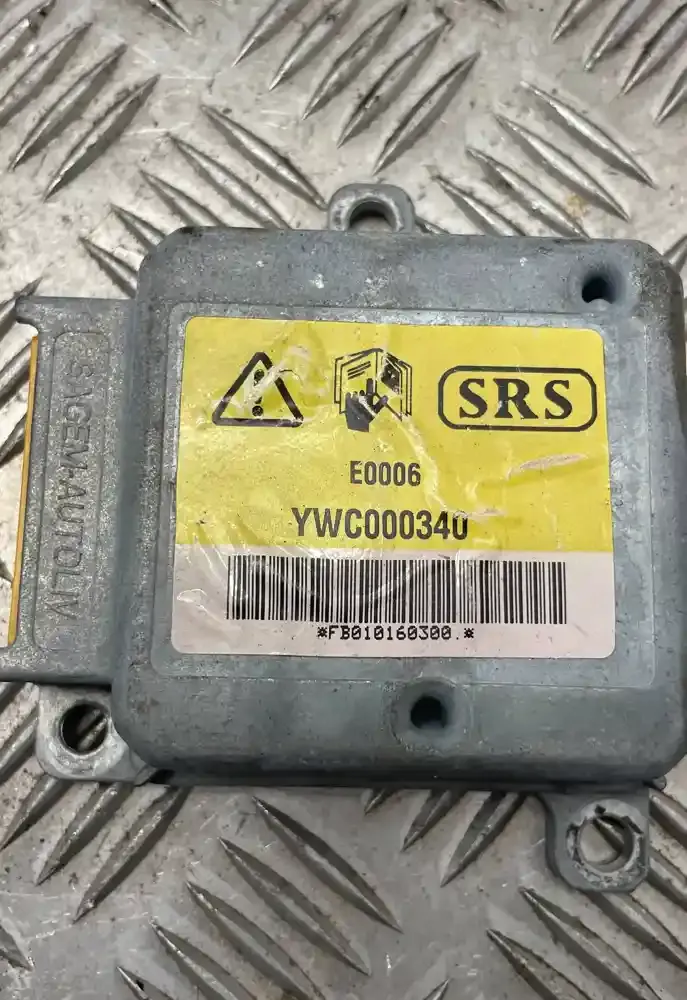 SRS
E0006
YWC000340
*FB010160300.*
SAGEM-AUTOLIV